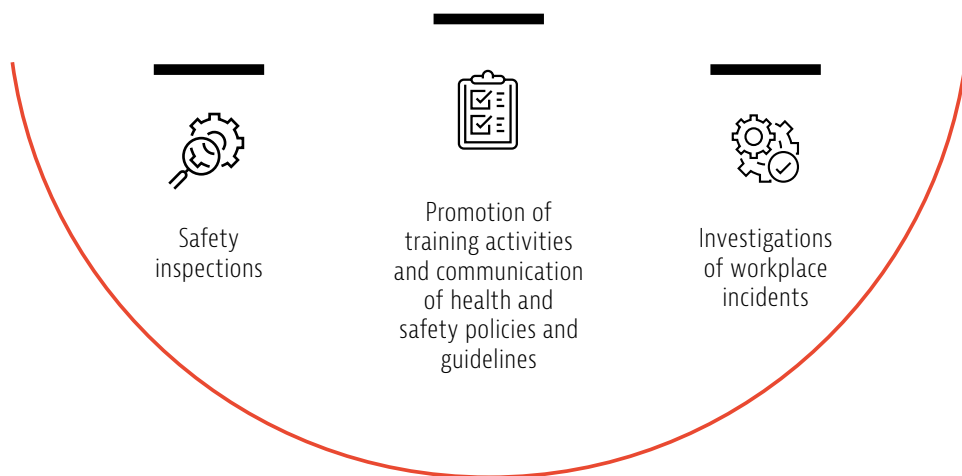 Safety
inspections
Promotion of
training activities
and communication
of health and
safety policies and
guidelines
Investigations
of workplace
incidents